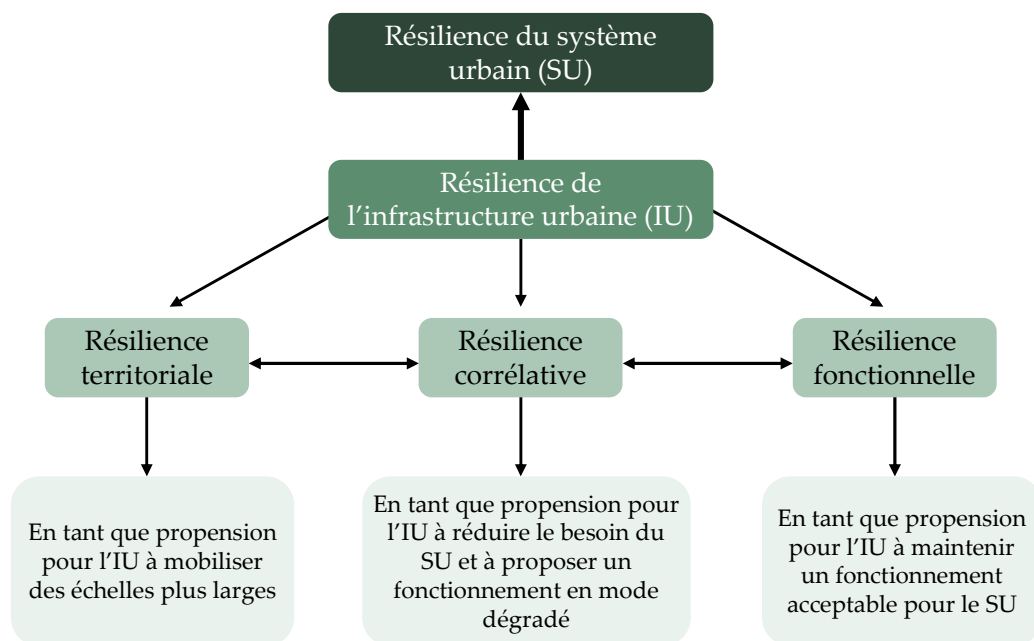 Résilience du système
urbain (SU)
Résilience de
l’infrastructure urbaine (IU)
Résilience
territoriale
Résilience
corrélative
Résilience
fonctionnelle
En tant que propension
pour l’IU à mobiliser
des échelles plus larges
En tant que propension pour
l’IU à réduire le besoin du
SU et à proposer un
fonctionnement en mode
dégradé
En tant que propension
pour l’IU à maintenir
un fonctionnement
acceptable pour le SU